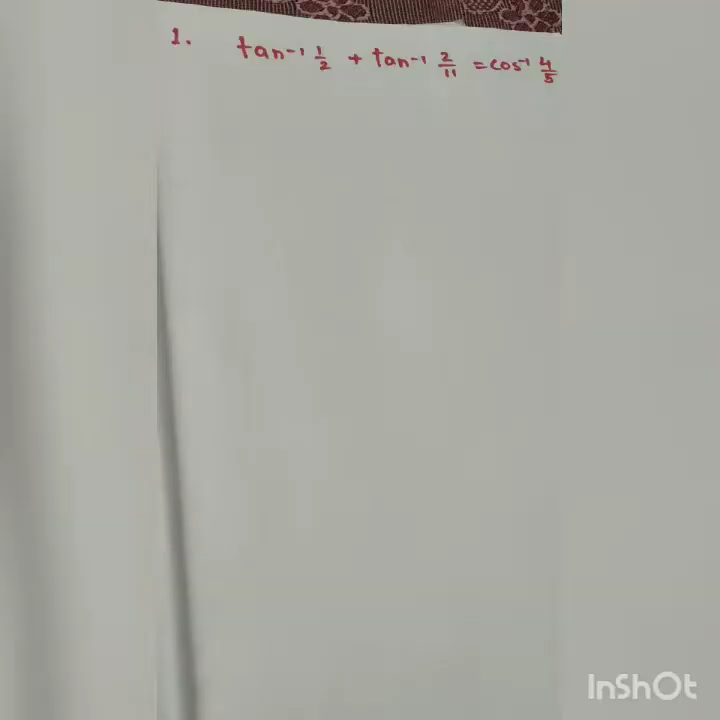 1. tan⁻¹ 1/2 + tan⁻¹ 2/11 = cos⁻¹ 4/5
InShOt